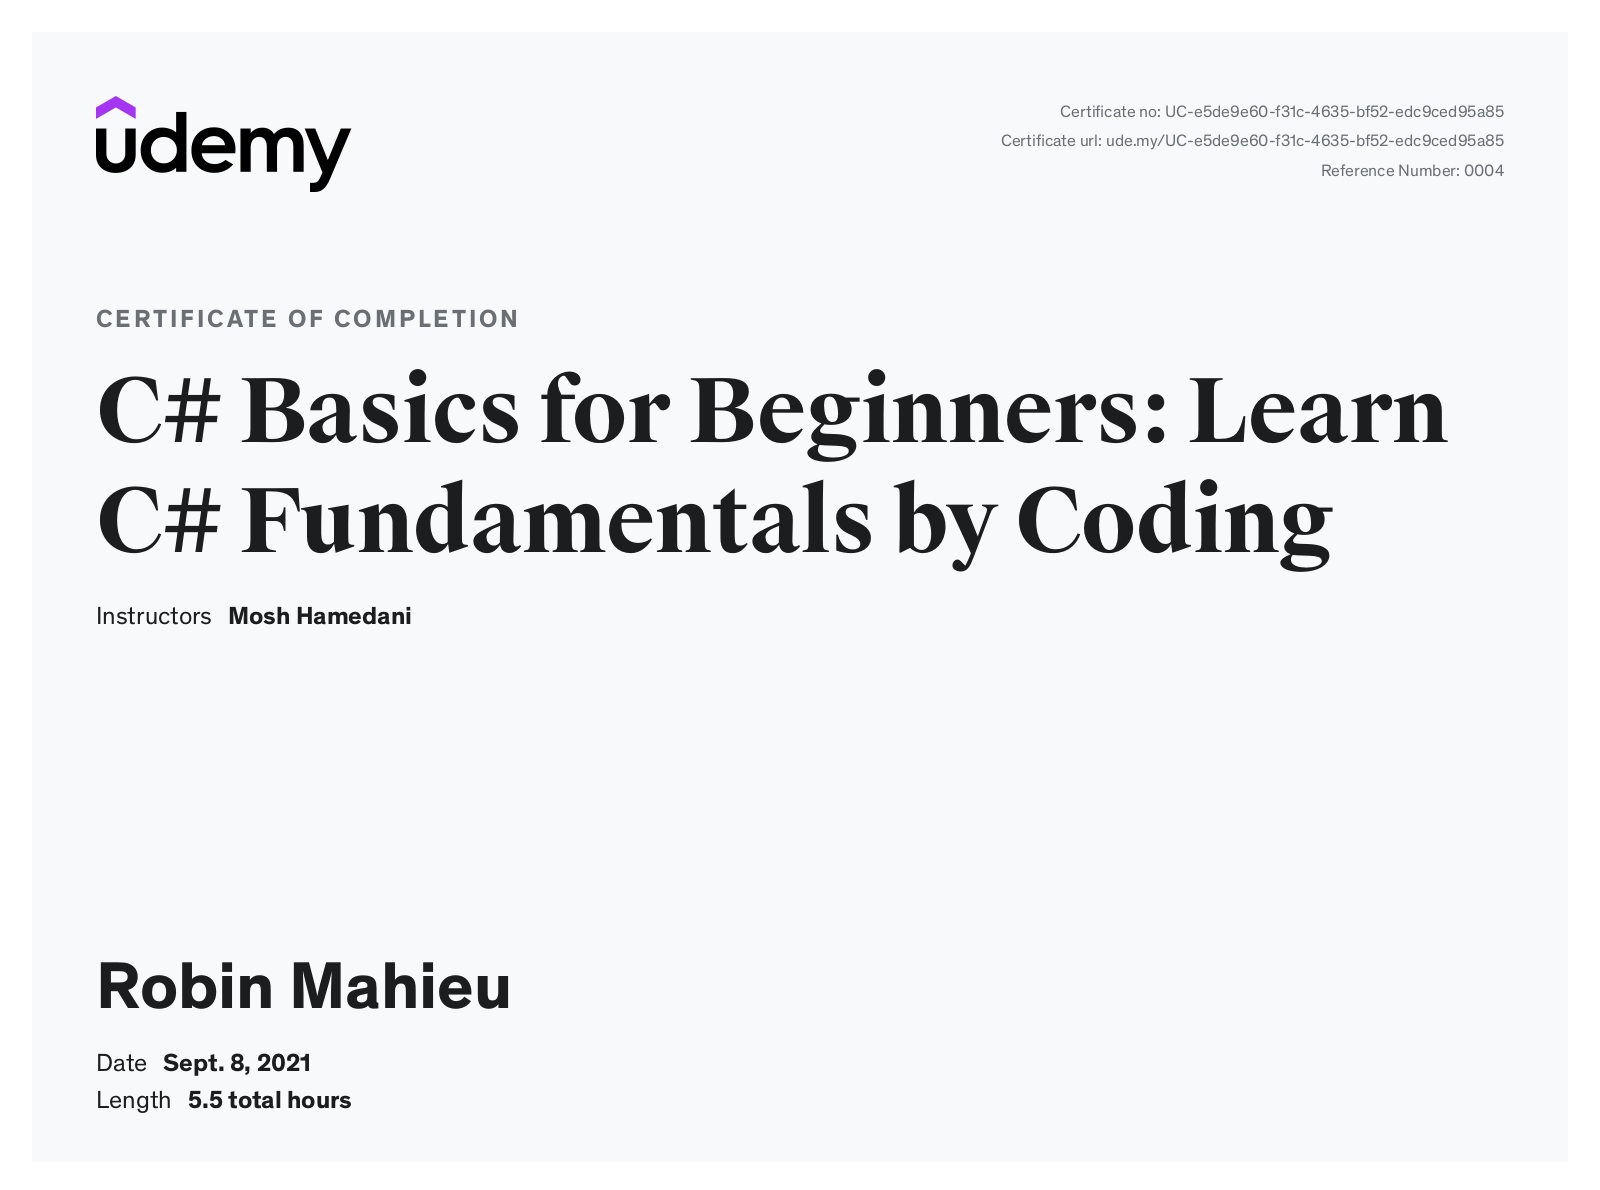 udemy
Certificate no: UC-e5de9e60-f31c-4635-bf52-edc9ced95a85
Certificate url: ude.my/UC-e5de9e60-f31c-4635-bf52-edc9ced95a85
Reference Number: 0004
CERTIFICATE OF COMPLETION
C# Basics for Beginners: Learn
C# Fundamentals by Coding
Instructors Mosh Hamedani
Robin Mahieu
Date Sept. 8, 2021
Length 5.5 total hours